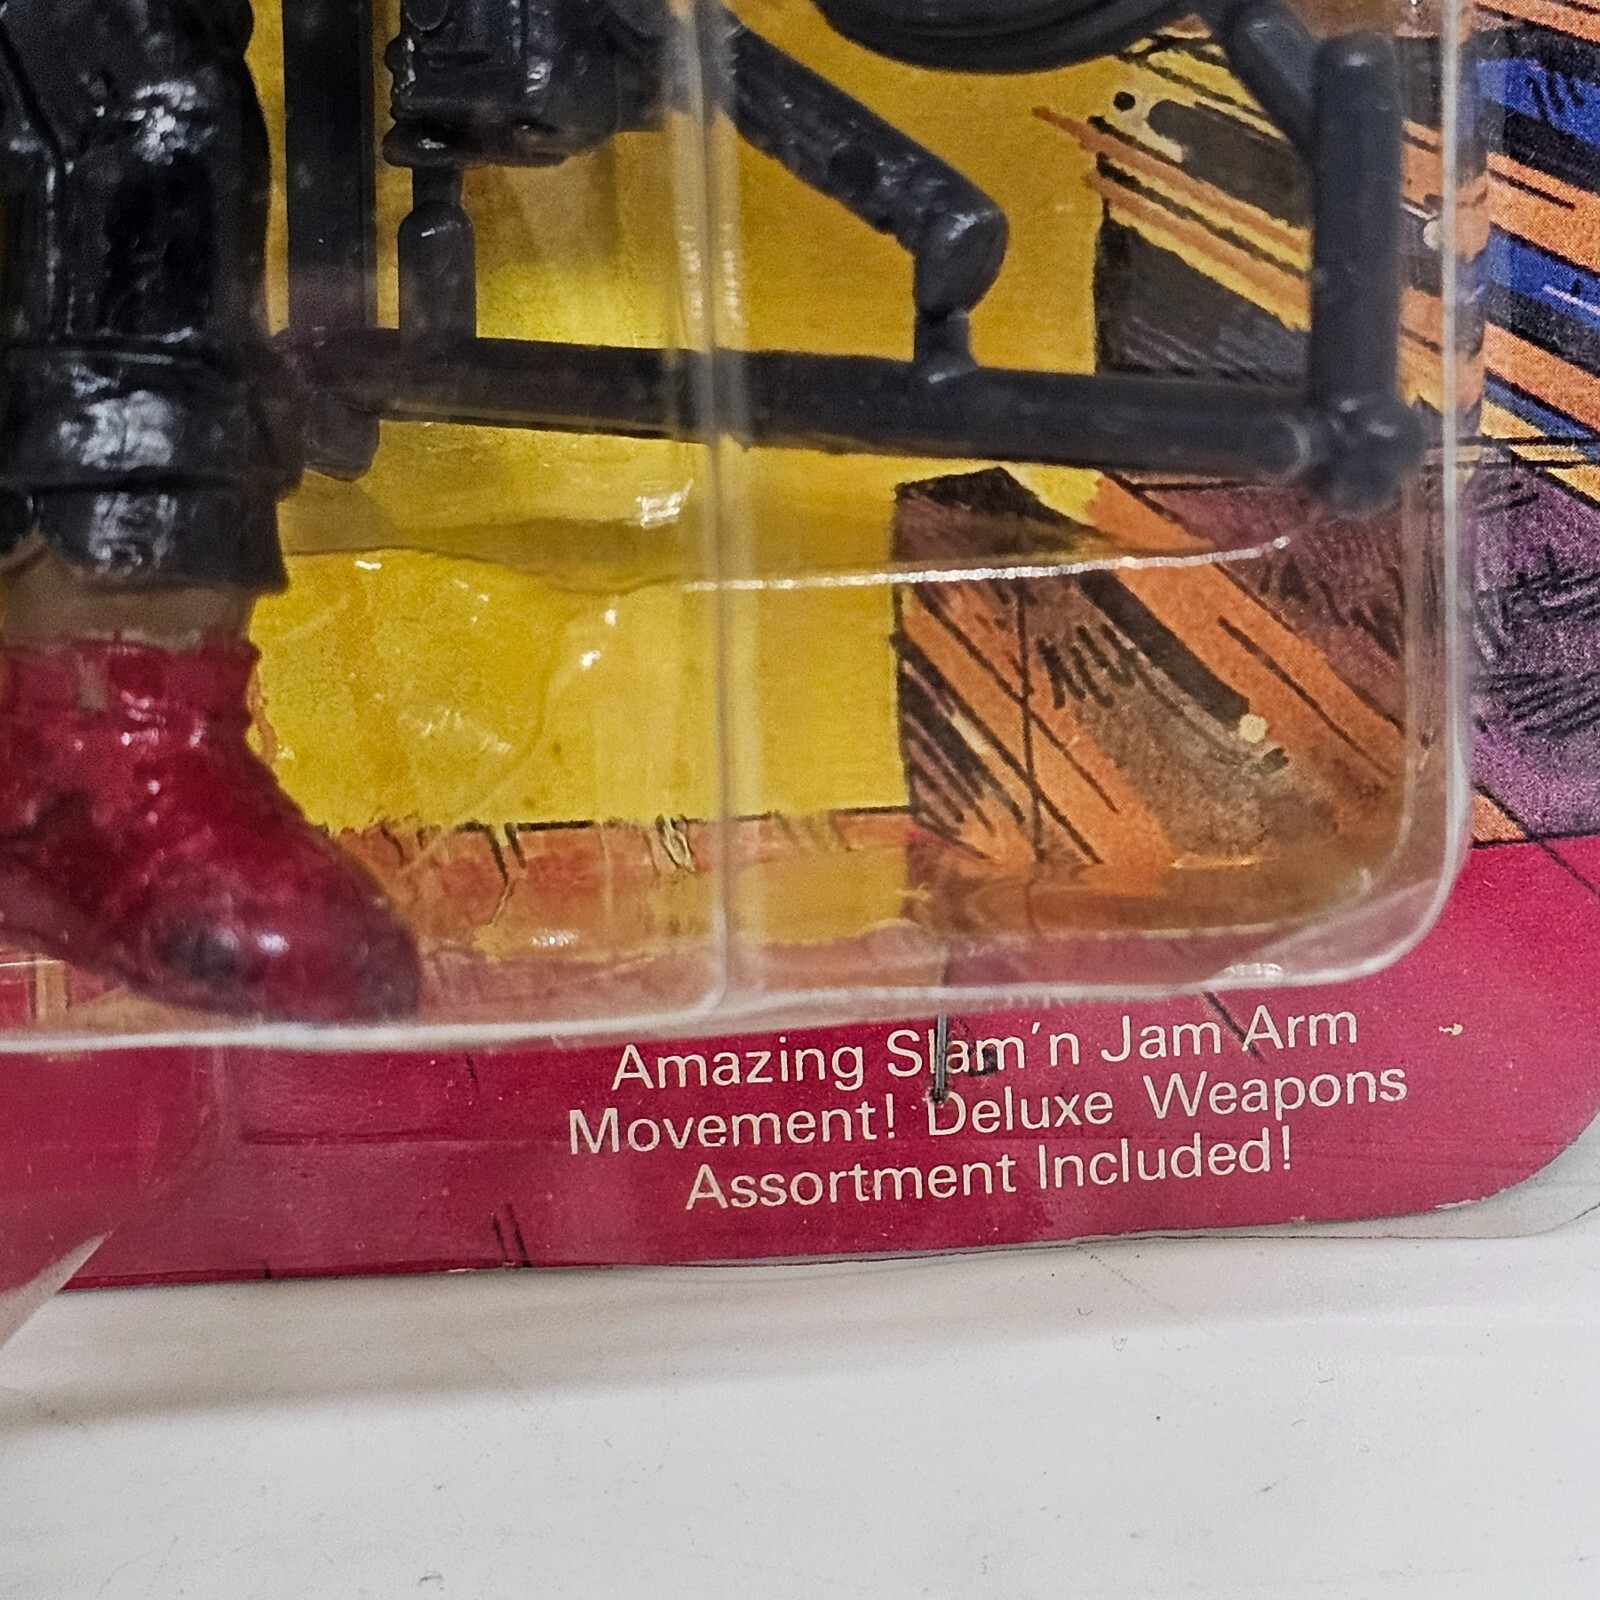 Amazing Slam'n Jam Arm
Movement! Deluxe Weapons
Assortment Included!